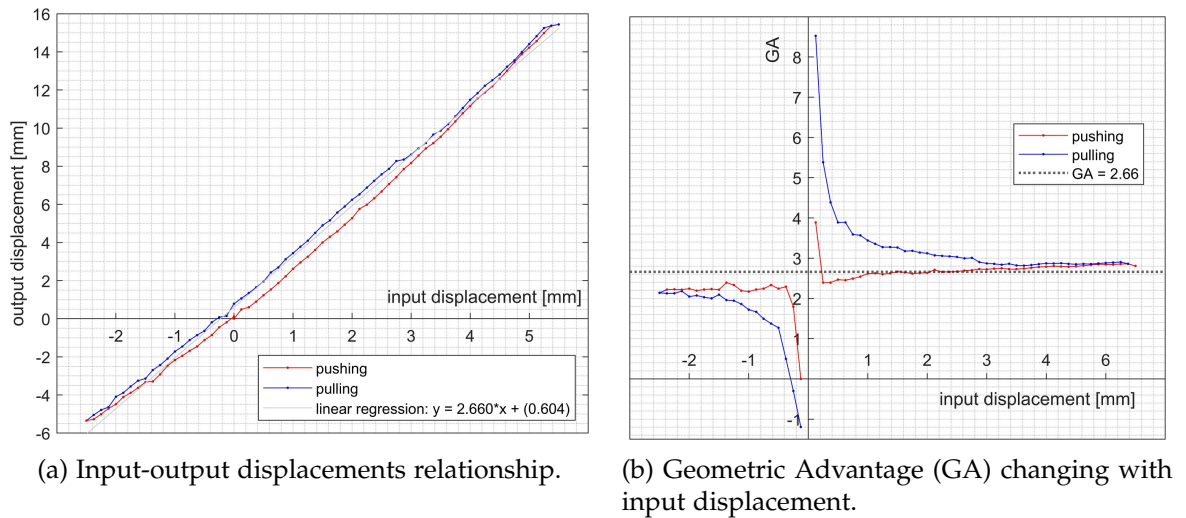 16
14
12
10
8
6
4
2
0
-2
-4
-6
output displacement [mm]
-2 -1 0 1 2 3 4 5
input displacement [mm]
pushing
pulling
linear regression: y = 2.660*x + (0.604)
(a) Input-output displacements relationship.
GA
8
7
6
5
4
3
2
1
-1
-2 -1 1 2 3 4 5 6
input displacement [mm]
pushing
pulling
GA = 2.66
(b) Geometric Advantage (GA) changing with
input displacement.